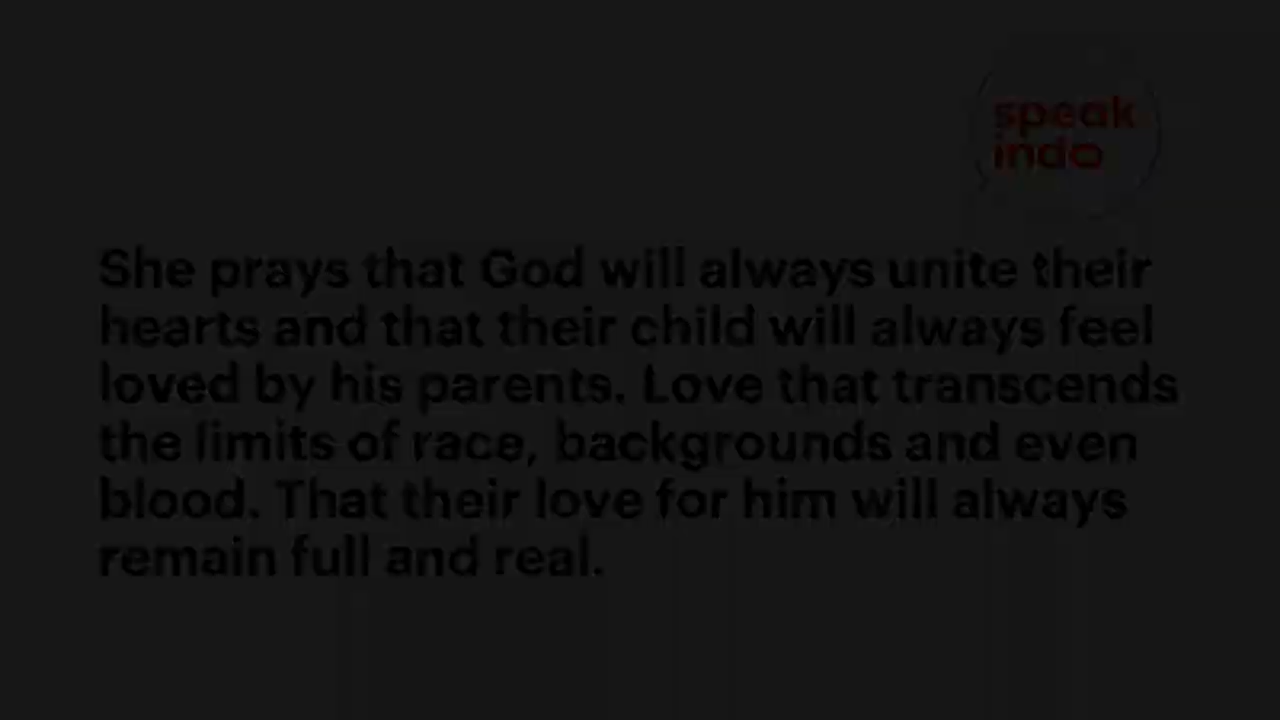 speak
indo
She prays that God will always unite their
hearts and that their child will always feel
loved by his parents. Love that transcends
the limits of race, backgrounds and even
blood. That their love for him will always
remain full and real.